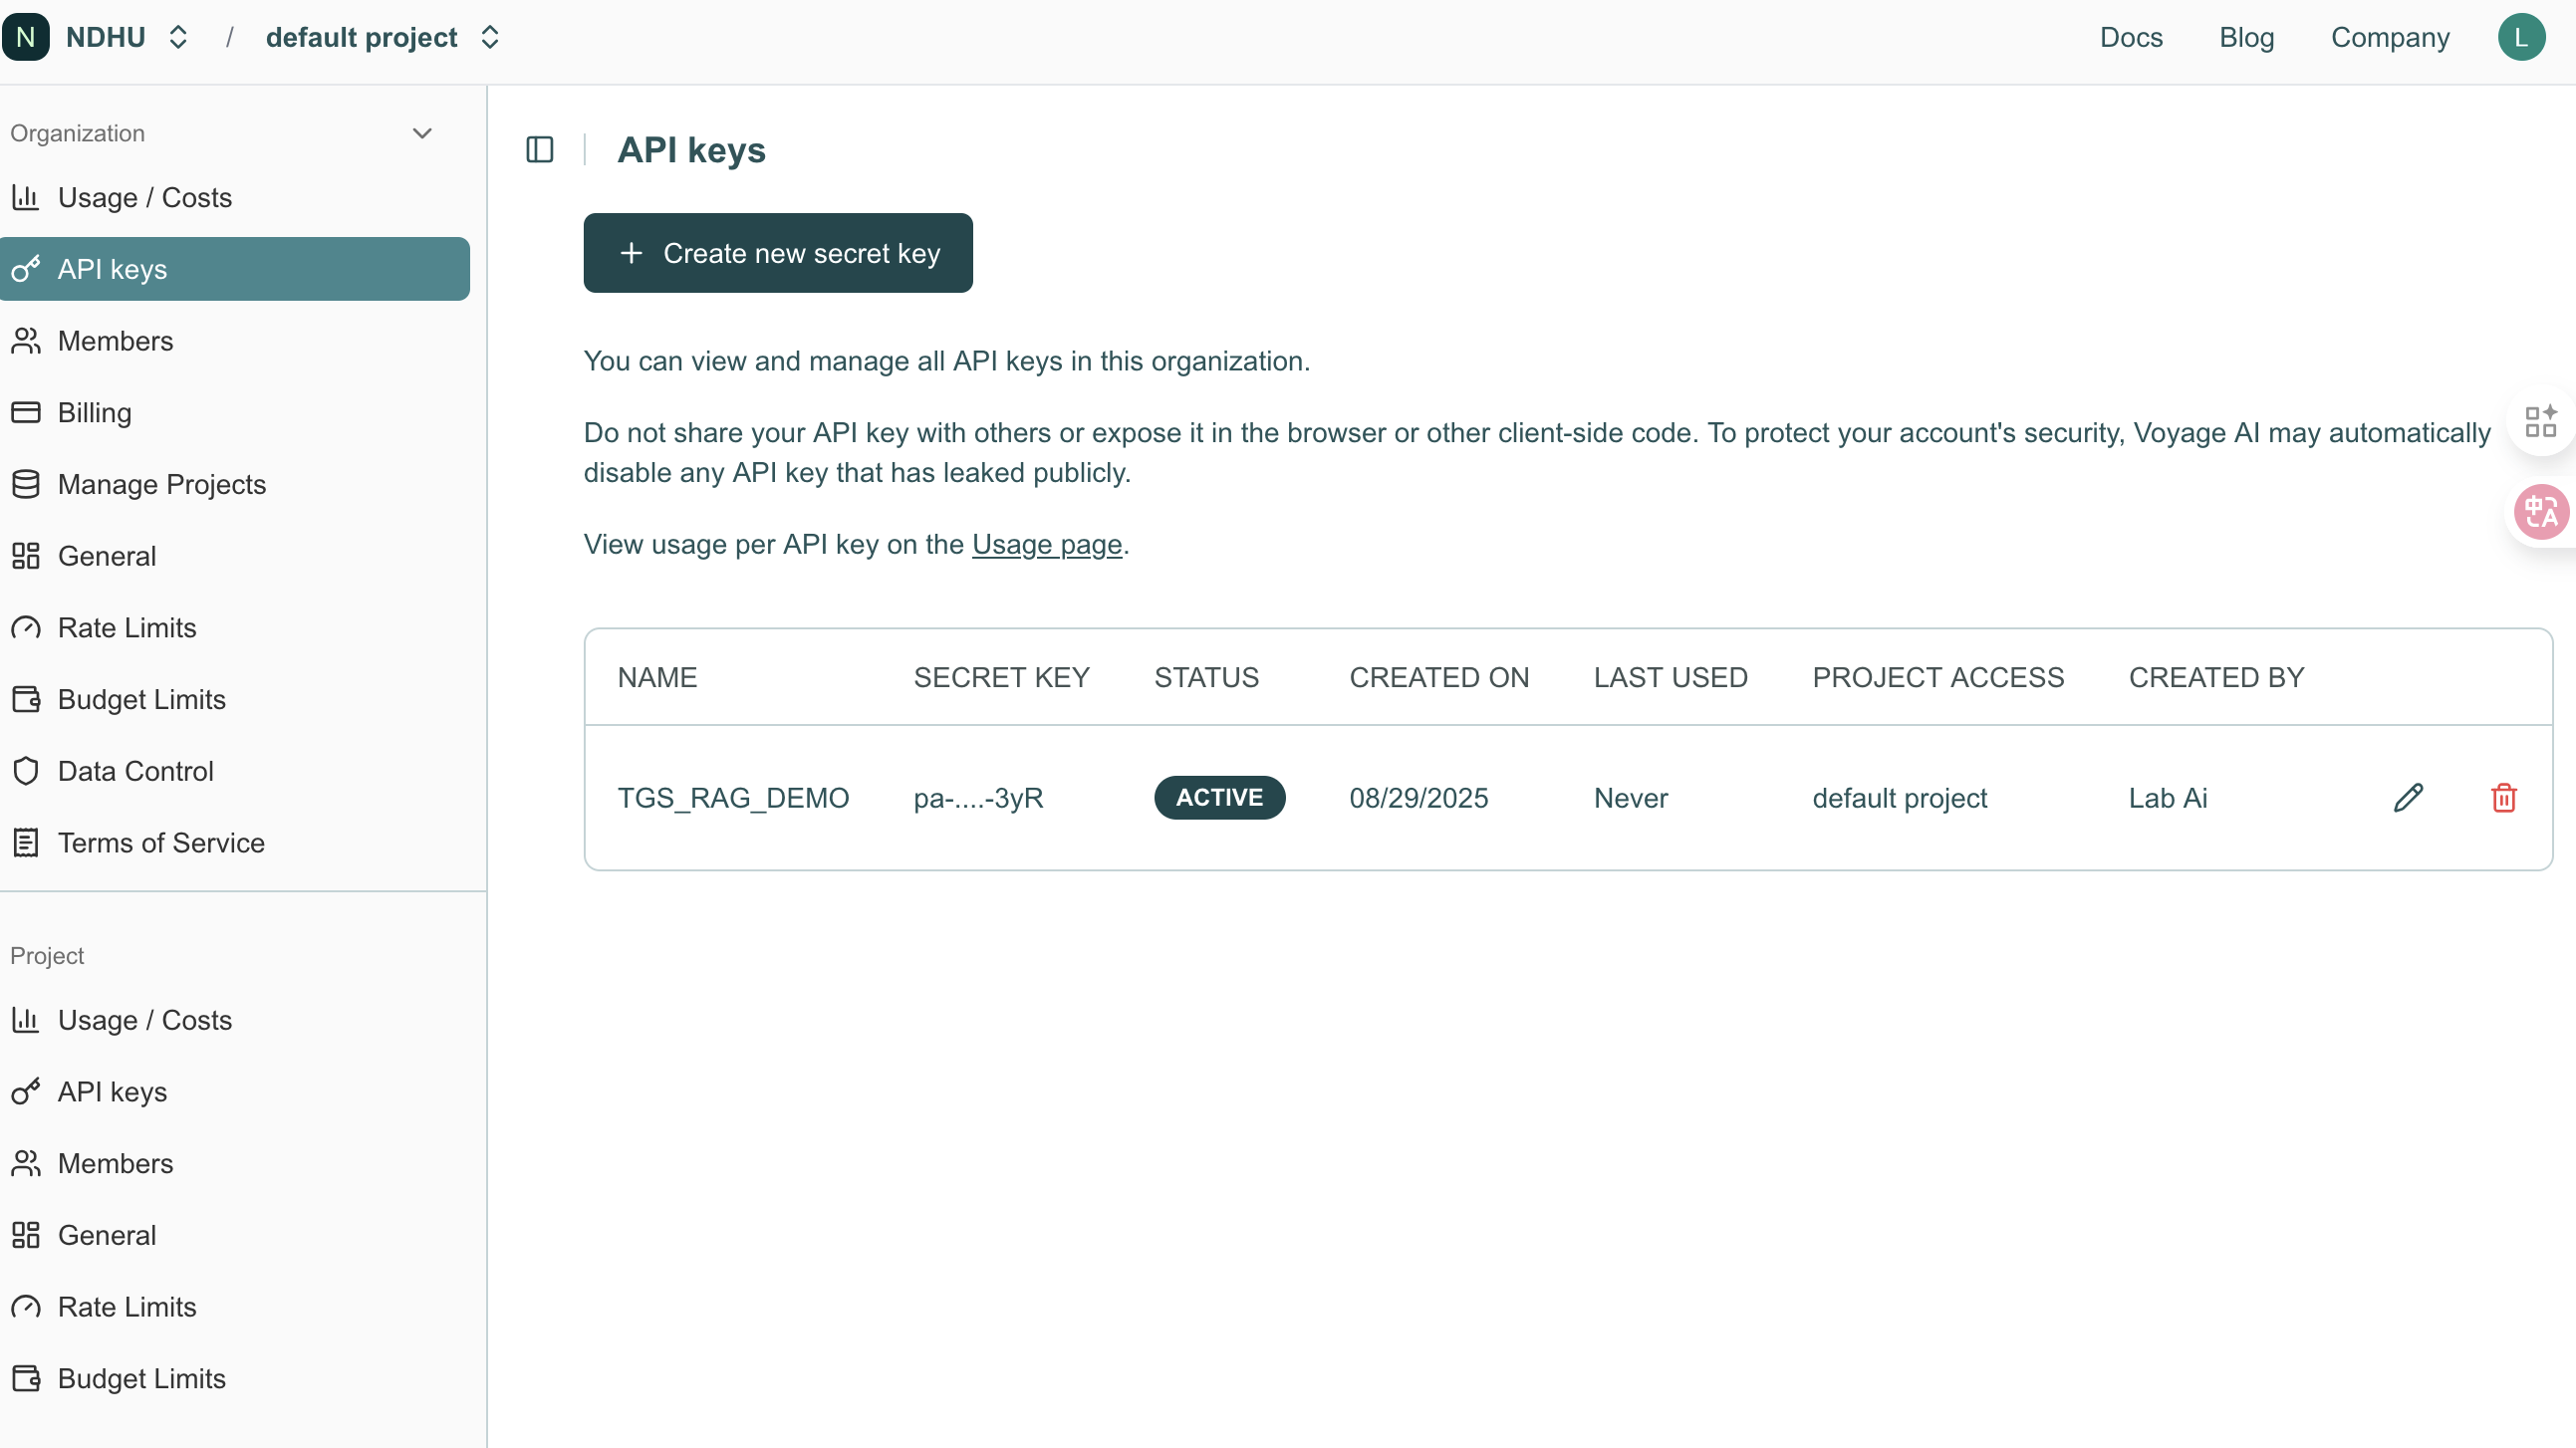 N NDHU / default project
Docs Blog Company L
Organization
Usage / Costs
API keys
Members
Billing
Manage Projects
General
Rate Limits
Budget Limits
Data Control
Terms of Service
Project
Usage / Costs
API keys
Members
General
Rate Limits
Budget Limits
API keys
+ Create new secret key
You can view and manage all API keys in this organization.
Do not share your API key with others or expose it in the browser or other client-side code. To protect your account's security, Voyage AI may automatically
disable any API key that has leaked publicly.
View usage per API key on the Usage page.
NAME SECRET KEY STATUS CREATED ON LAST USED PROJECT ACCESS CREATED BY
TGS_RAG_DEMO pa-....-3yR ACTIVE 08/29/2025 Never default project Lab Ai
中A